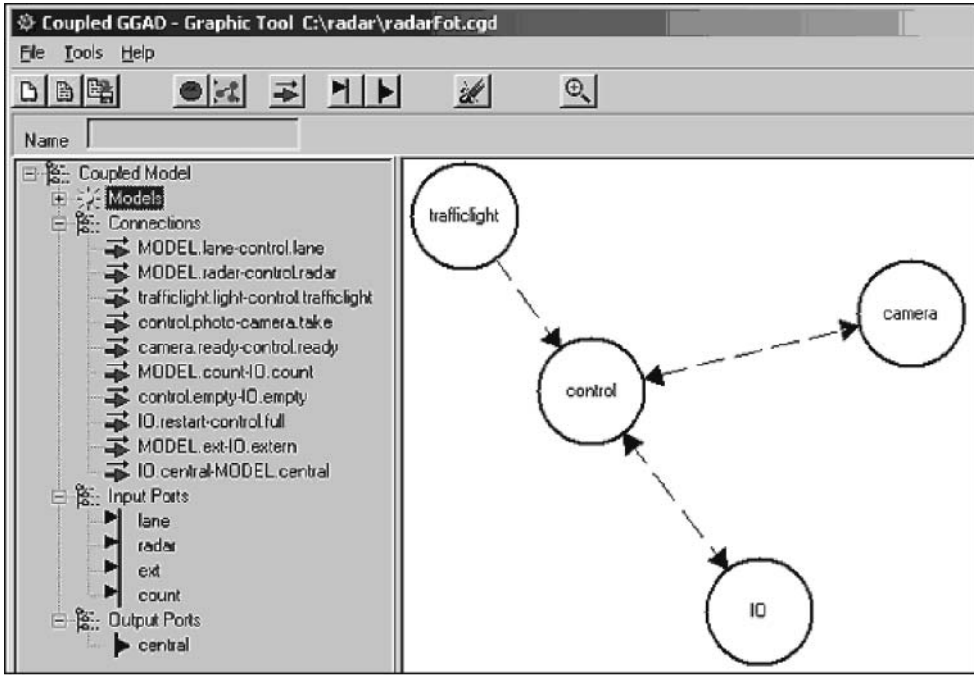 Coupled GGAD - Graphic Tool C:\radar\radarFot.cgd
File Tools Help
Name
Coupled Model
Models
Connections
MODEL.lane-control.lane
MODEL.radar-control.radar
trafficlight.light-control.trafficlight
control.photo-camera.take
camera.ready-control.ready
MODEL.count-IO.count
control.empty-IO.empty
IO.restart-control.full
MODEL.ext-IO.extern
IO.central-MODEL.central
Input Ports
lane
radar
ext
count
Output Ports
central
trafficlight
camera
control
IO